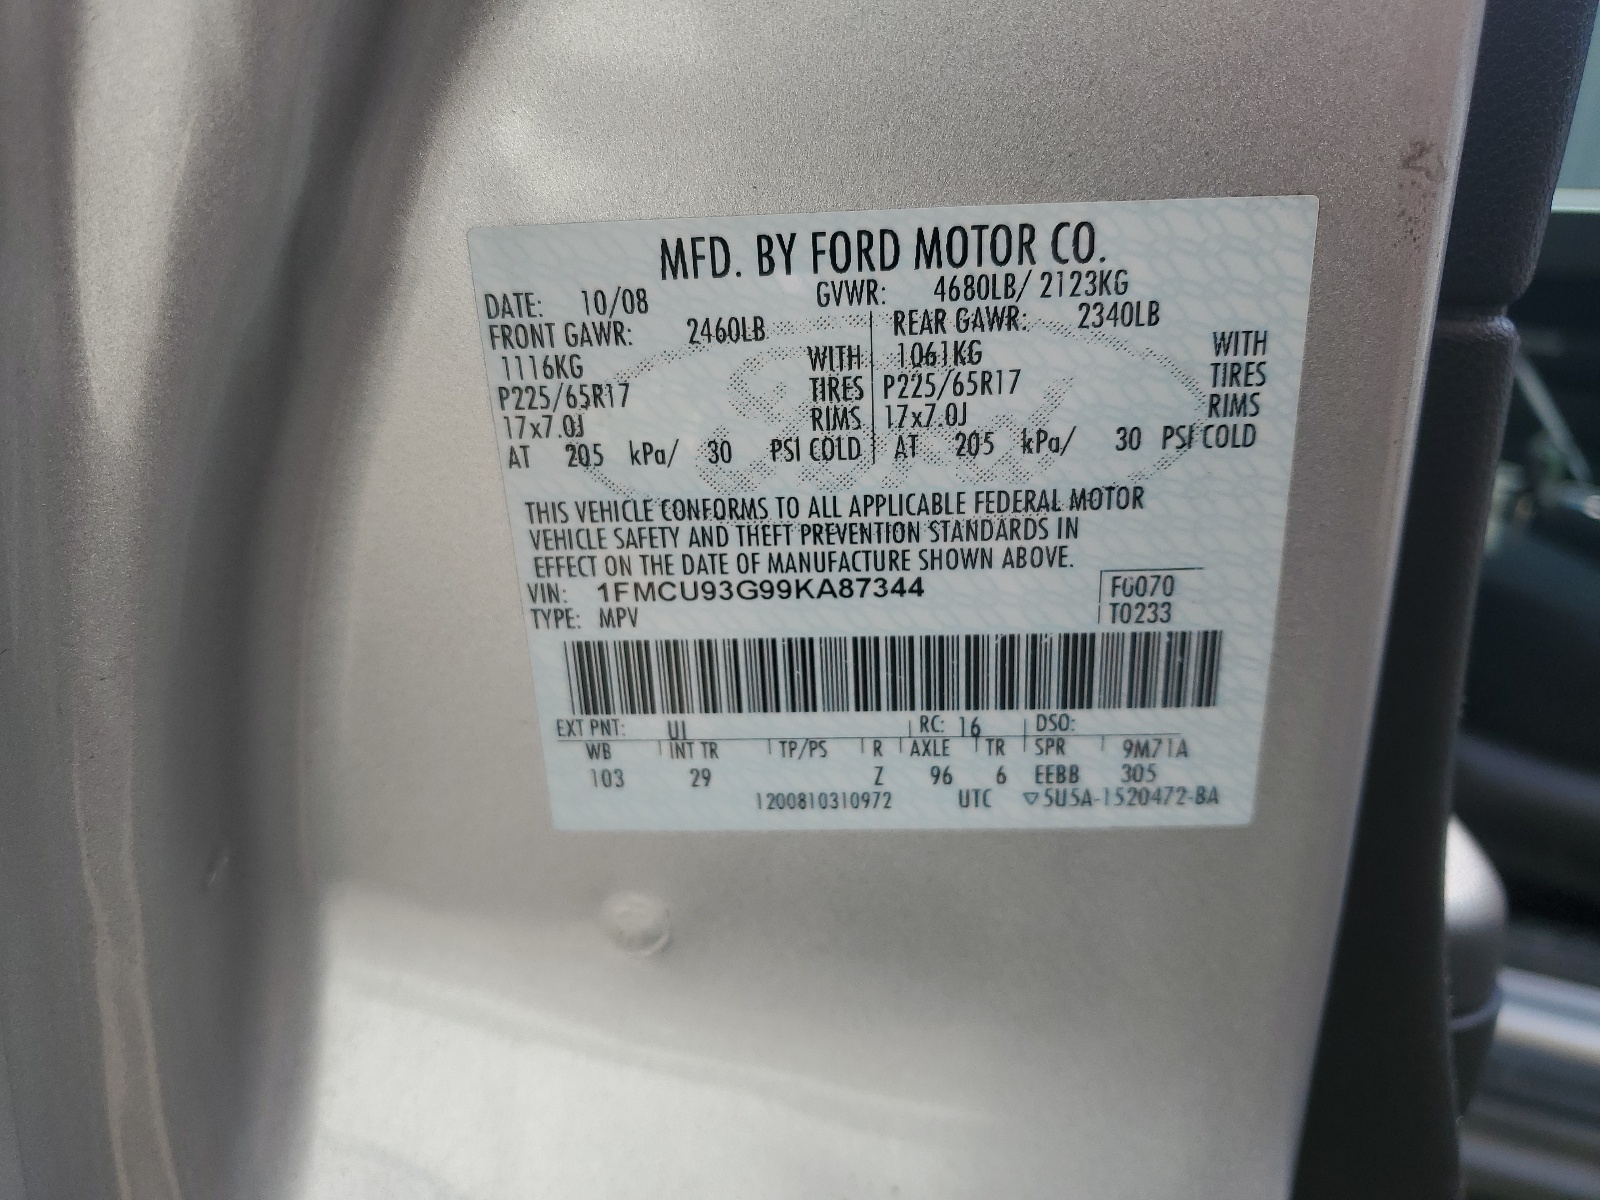 MFD. BY FORD MOTOR CO.
DATE: 10/08 GVWR: 4680LB/ 2123KG
FRONT GAWR: 2460LB REAR GAWR: 2340LB
1116KG WITH 1061KG WITH
P225/65R17 TIRES P225/65R17 TIRES
17x7.0J RIMS 17x7.0J RIMS
AT 205 kPa/ 30 PSI COLD AT 205 kPa/ 30 PSI COLD
THIS VEHICLE CONFORMS TO ALL APPLICABLE FEDERAL MOTOR
VEHICLE SAFETY AND THEFT PREVENTION STANDARDS IN
EFFECT ON THE DATE OF MANUFACTURE SHOWN ABOVE.
VIN: 1FMCU93G99KA87344 F0070
TYPE: MPV T0233
EXT PNT: UI RC: 16 DSO:
WB INT TR TP/PS R AXLE TR SPR 9M71A
103 29 Z 96 6 EEBB 305
1200810310972 UTC ▽5U5A-1520472-BA